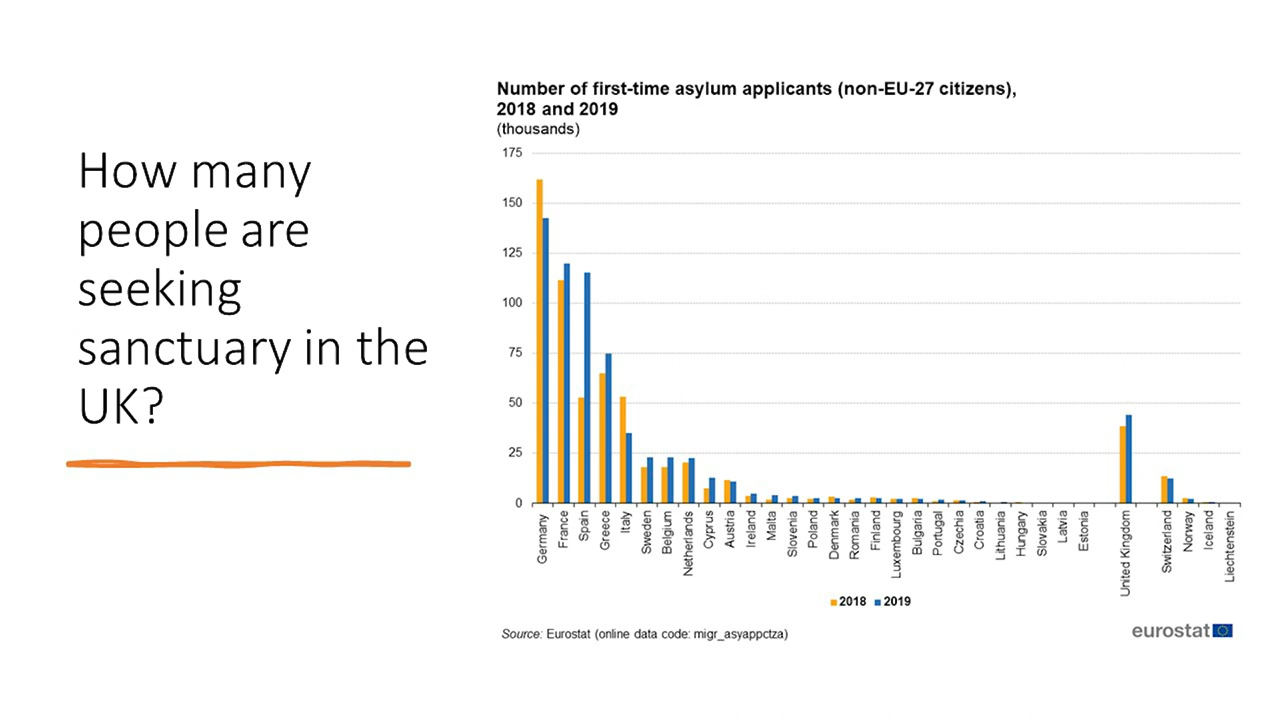 How many
people are
seeking
sanctuary in the
UK?
Number of first-time asylum applicants (non-EU-27 citizens),
2018 and 2019
(thousands)
175
150
125
100
75
50
25
0
Germany
France
Spain
Greece
Italy
Sweden
Belgium
Netherlands
Cyprus
Austria
Ireland
Malta
Slovenia
Poland
Denmark
Romania
Finland
Luxembourg
Bulgaria
Portugal
Czechia
Croatia
Lithuania
Hungary
Slovakia
Latvia
Estonia
United Kingdom
Switzerland
Norway
Iceland
Liechtenstein
2018 2019
Source: Eurostat (online data code: migr_asyappctza)
eurostat